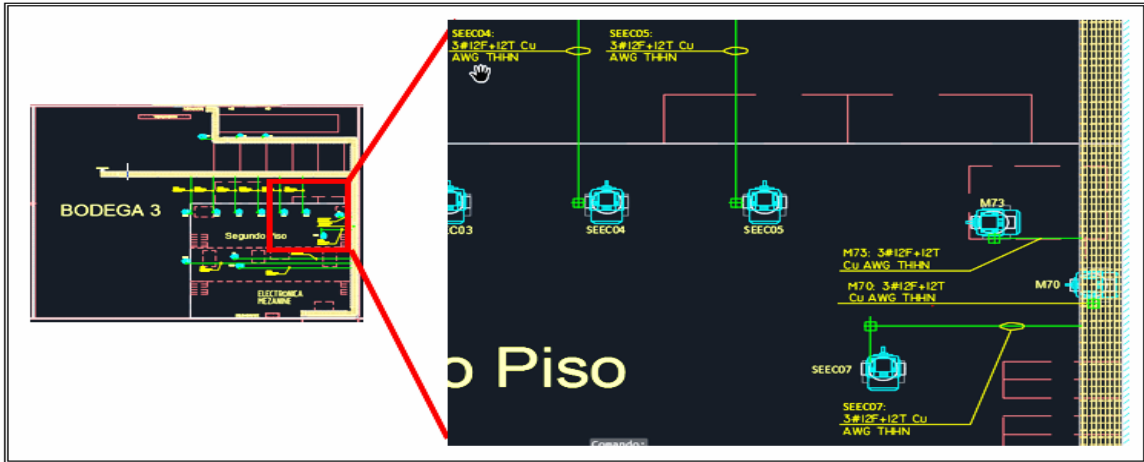 BODEGA 3
Segundo Piso
ELECTRONICA
MEZANINE
SEEC04:
3#12F+12T Cu
AWG THHN
SEEC05:
3#12F+12T Cu
AWG THHN
EC03
SEEC04
SEEC05
M73
M73: 3#12F+12T
Cu AWG THHN
M70: 3#12F+12T
Cu AWG THHN
M70
o Piso
SEEC07
SEEC07:
3#12F+12T Cu
AWG THHN
Comando: